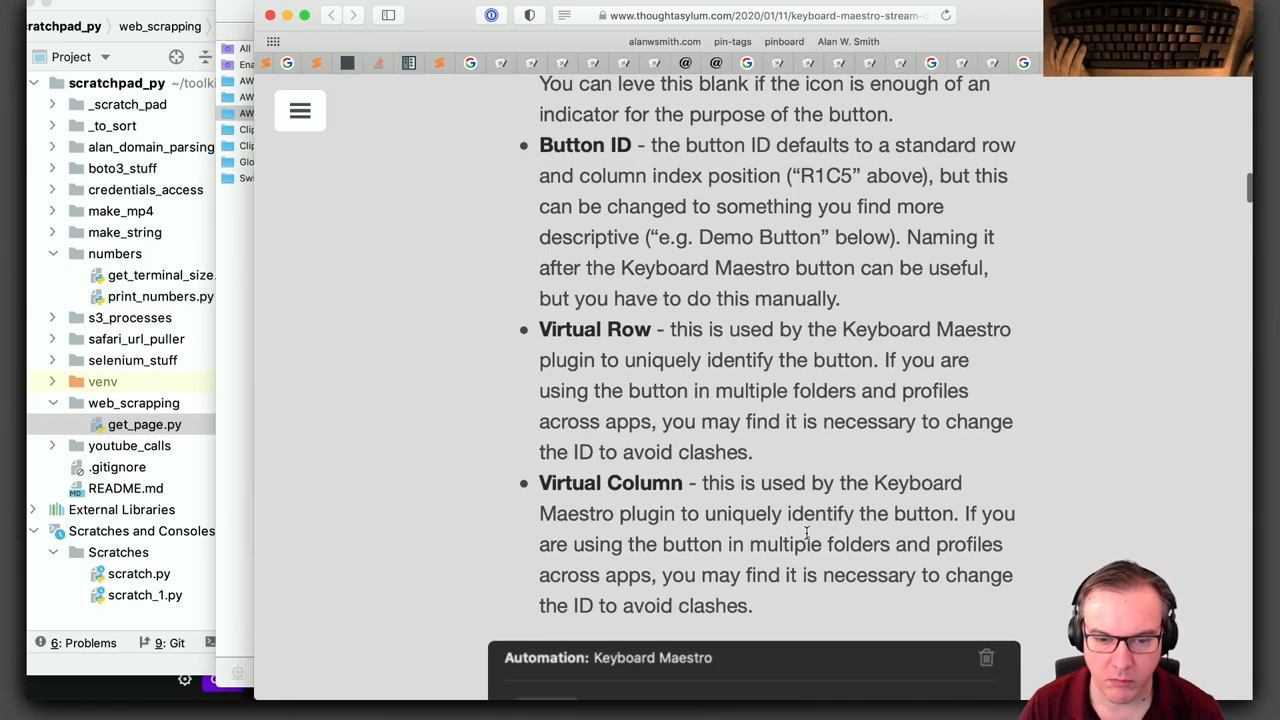 ratchpad_py
web_scrapping
Project
scratchpad_py ~/toolki
_scratch_pad
_to_sort
alan_domain_parsing
boto3_stuff
credentials_access
make_mp4
make_string
numbers
get_terminal_size.
print_numbers.py
s3_processes
safari_url_puller
selenium_stuff
venv
web_scrapping
get_page.py
youtube_calls
.gitignore
README.md
External Libraries
Scratches and Consoles
Scratches
scratch.py
scratch_1.py
6: Problems
9: Git
All
Ena
AW
AW
AW
Clip
Clip
Glo
Swi
www.thoughtasylum.com/2020/01/11/keyboard-maestro-stream-d
alanwsmith.com
pin-tags
pinboard
Alan W. Smith
You can leve this blank if the icon is enough of an
indicator for the purpose of the button.
Button ID - the button ID defaults to a standard row
and column index position (“R1C5” above), but this
can be changed to something you find more
descriptive (“e.g. Demo Button” below). Naming it
after the Keyboard Maestro button can be useful,
but you have to do this manually.
Virtual Row - this is used by the Keyboard Maestro
plugin to uniquely identify the button. If you are
using the button in multiple folders and profiles
across apps, you may find it is necessary to change
the ID to avoid clashes.
Virtual Column - this is used by the Keyboard
Maestro plugin to uniquely identify the button. If you
are using the button in multiple folders and profiles
across apps, you may find it is necessary to change
the ID to avoid clashes.
Automation: Keyboard Maestro